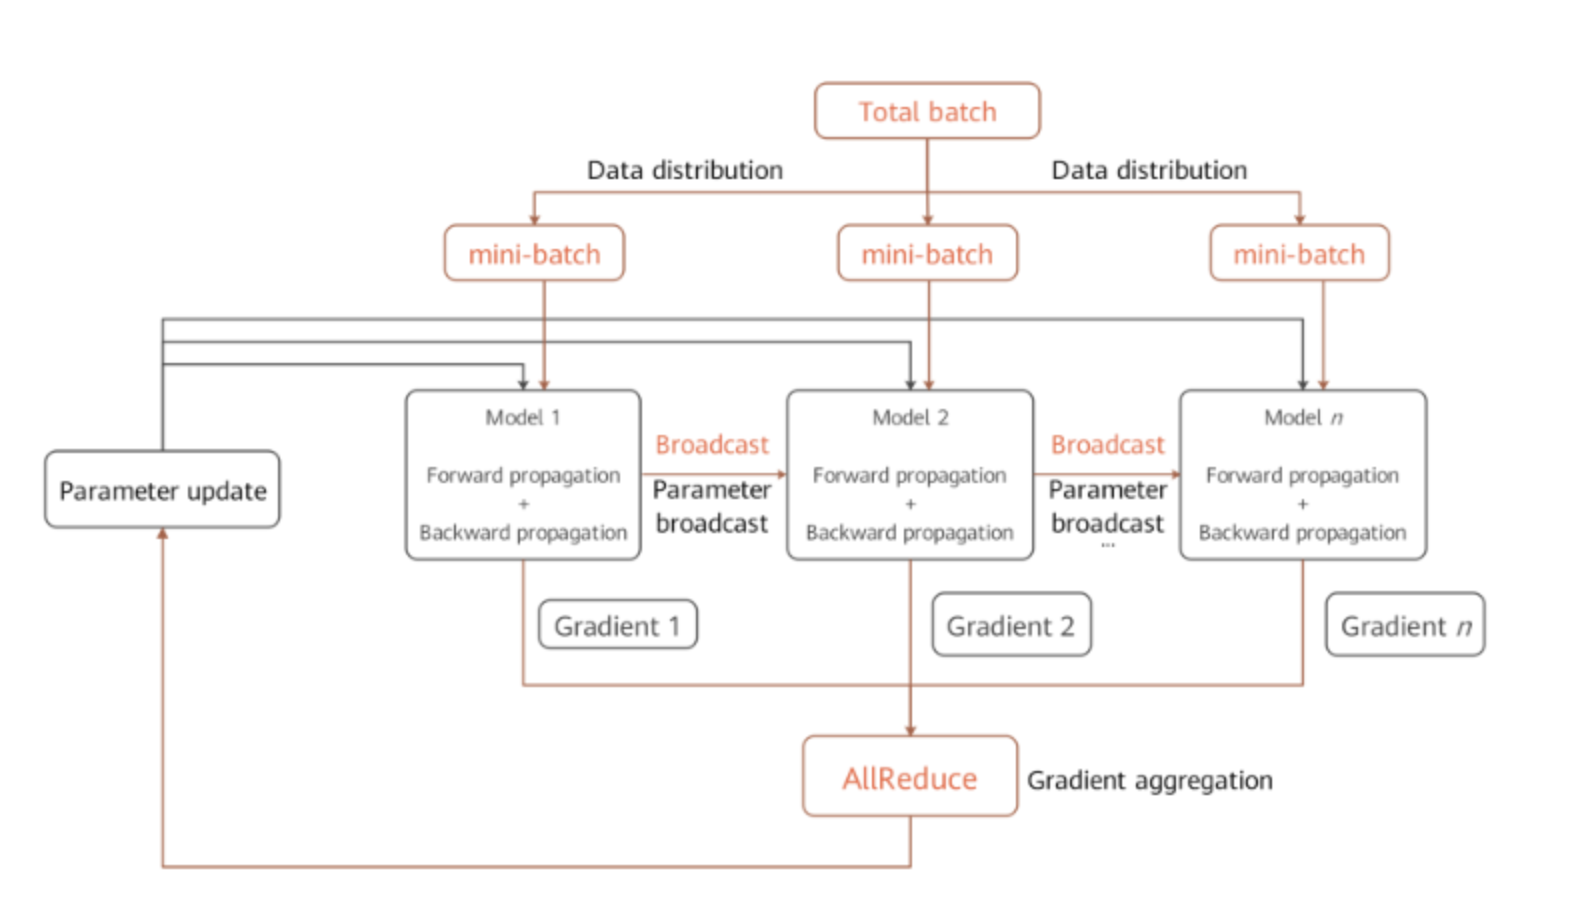 Total batch
Data distribution
Data distribution
mini-batch
mini-batch
mini-batch
Model 1
Forward propagation
+
Backward propagation
Broadcast
Parameter
broadcast
Model 2
Forward propagation
+
Backward propagation
Broadcast
Parameter
broadcast
...
Model n
Forward propagation
+
Backward propagation
Parameter update
Gradient 1
Gradient 2
Gradient n
AllReduce
Gradient aggregation